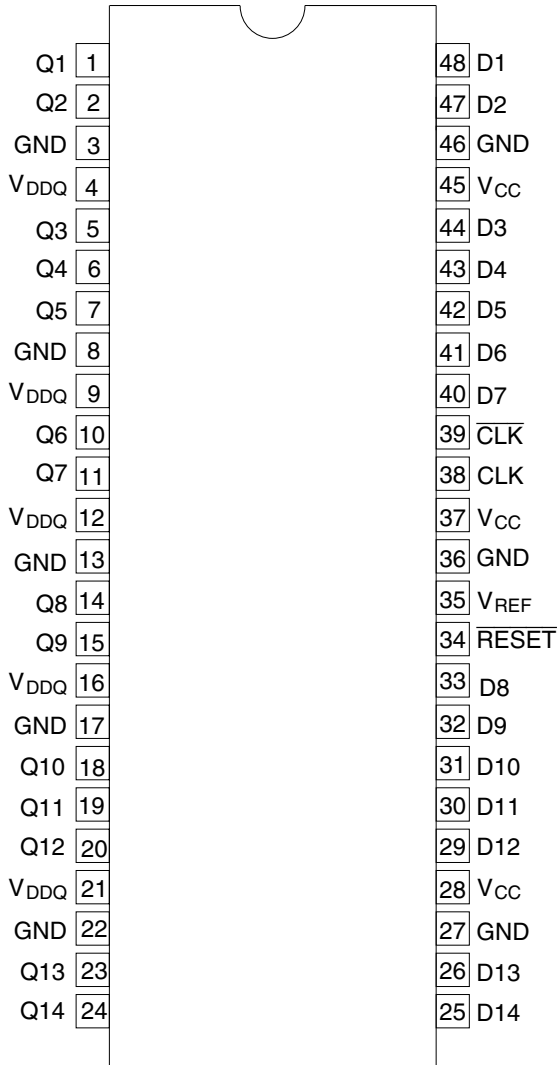 Q1 1 48 D1
Q2 2 47 D2
GND 3 46 GND
VDDQ 4 45 VCC
Q3 5 44 D3
Q4 6 43 D4
Q5 7 42 D5
GND 8 41 D6
VDDQ 9 40 D7
Q6 10 39 C̅L̅K̅
Q7 11 38 CLK
VDDQ 12 37 VCC
GND 13 36 GND
Q8 14 35 VREF
Q9 15 34 R̅E̅S̅E̅T̅
VDDQ 16 33 D8
GND 17 32 D9
Q10 18 31 D10
Q11 19 30 D11
Q12 20 29 D12
VDDQ 21 28 VCC
GND 22 27 GND
Q13 23 26 D13
Q14 24 25 D14